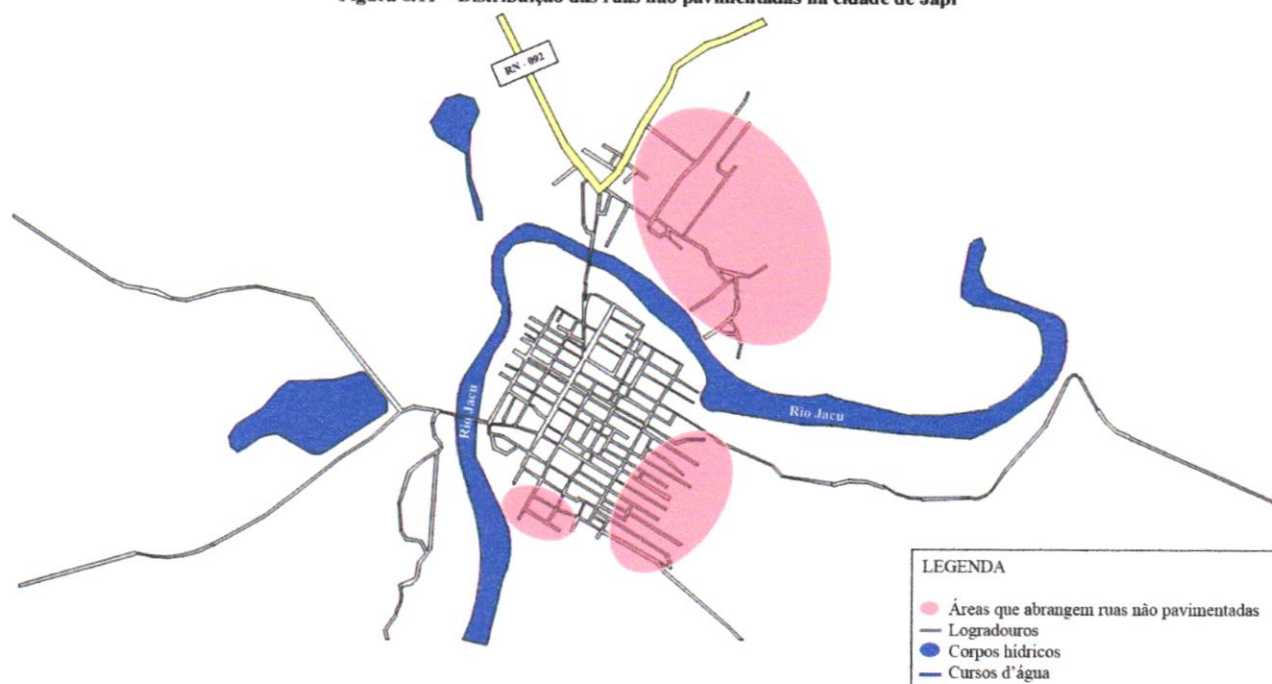 Distribuição das ruas não pavimentadas na cidade de Japi
RN - 092
Rio Jacu
Rio Jacu
LEGENDA
Áreas que abrangem ruas não pavimentadas
Logradouros
Corpos hídricos
Cursos d'água